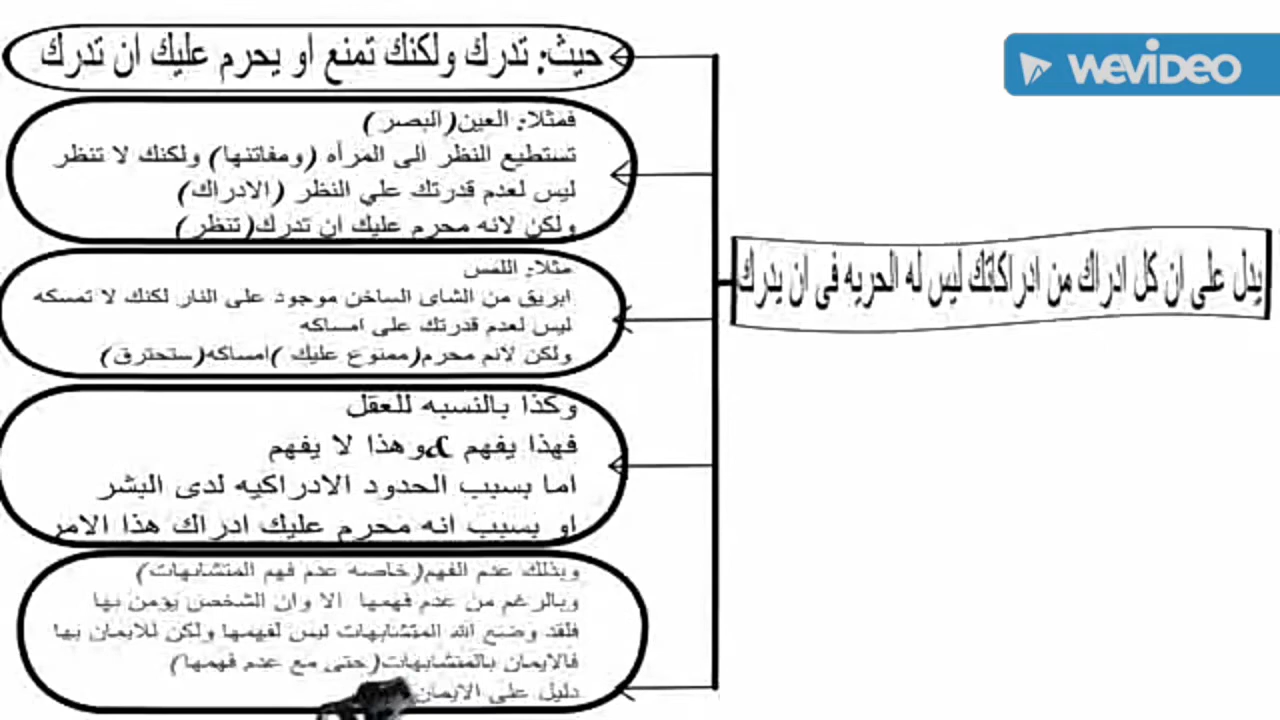 WEVIDEO
يدل على ان كل ادراك من ادراكاتك ليس له الحريه فى ان يدرك
حيث: تدرك ولكنك تمنع او يحرم عليك ان تدرك
فمثلا: العين(البصر)
تستطيع النظر الى المرآه (ومفاتنها) ولكنك لا تنظر
ليس لعدم قدرتك علي النظر (الادراك)
ولكن لانه محرم عليك ان تدرك(تنظر)
مثلا: اللمس
ابريق من الشاى الساخن موجود على النار لكنك لا تمسكه
ليس لعدم قدرتك على امساكه
ولكن لانم محرم(ممنوع عليك )امساكه(ستحترق)
وكذا بالنسبه للعقل
فهذا يفهم وهذا لا يفهم
اما بسبب الحدود الادراكيه لدى البشر
او بسبب انه محرم عليك ادراك هذا الامر
وبذلك عدم الفهم(خاصه عدم فهم المتشابهات)
وبالرغم من عدم فهمها الا وان الشخص يؤمن بها
فلقد وضع الله المتشابهات ليس لفهمها ولكن للايمان بها
فالايمان بالمتشابهات(حتى مع عدم فهمها)
دليل على الايمان